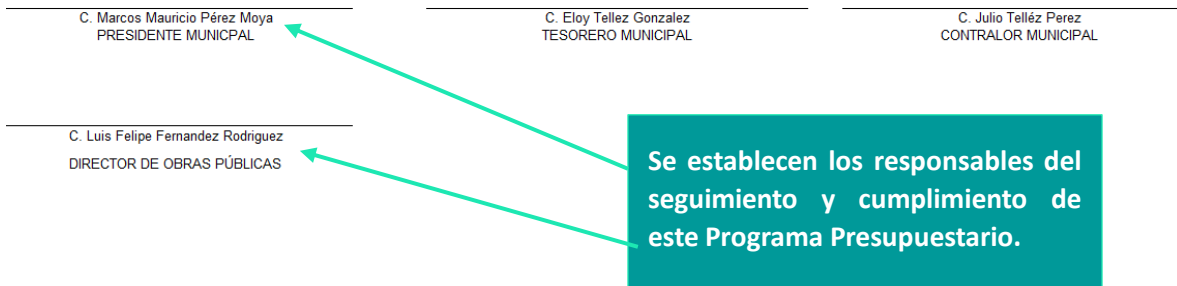 C. Marcos Mauricio Pérez Moya
PRESIDENTE MUNICPAL
C. Eloy Tellez Gonzalez
TESORERO MUNICIPAL
C. Julio Telléz Perez
CONTRALOR MUNICIPAL
C. Luis Felipe Fernandez Rodriguez
DIRECTOR DE OBRAS PÚBLICAS
Se establecen los responsables del
seguimiento y cumplimiento de
este Programa Presupuestario.